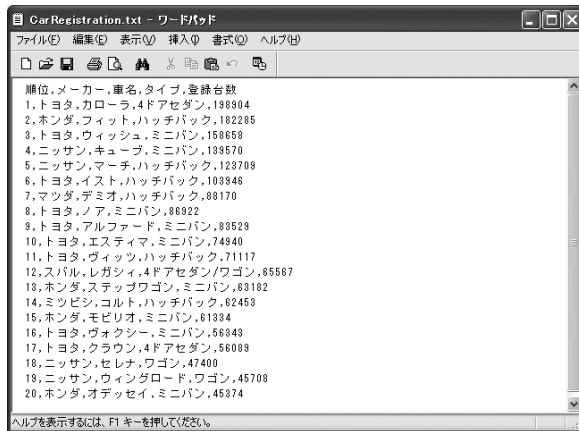 CarRegistration.txt - ワードパッド
ファイル(F) 編集(E) 表示(V) 挿入(I) 書式(O) ヘルプ(H)
順位,メーカー,車名,タイプ,登録台数
1,トヨタ,カローラ,4ドアセダン,198904
2,ホンダ,フィット,ハッチバック,182285
3,トヨタ,ウィッシュ,ミニバン,158658
4,ニッサン,キューブ,ミニバン,139570
5,ニッサン,マーチ,ハッチバック,123709
6,トヨタ,イスト,ハッチバック,103946
7,マツダ,デミオ,ハッチバック,88170
8,トヨタ,ノア,ミニバン,86922
9,トヨタ,アルファード,ミニバン,83529
10,トヨタ,エスティマ,ミニバン,74940
11,トヨタ,ヴィッツ,ハッチバック,71117
12,スバル,レガシィ,4ドアセダン/ワゴン,65567
13,ホンダ,ステップワゴン,ミニバン,63182
14,ミツビシ,コルト,ハッチバック,62453
15,ホンダ,モビリオ,ミニバン,61334
16,トヨタ,ヴォクシー,ミニバン,56343
17,トヨタ,クラウン,4ドアセダン,56089
18,ニッサン,セレナ,ワゴン,47400
19,ニッサン,ウィングロード,ワゴン,45708
20,ホンダ,オデッセイ,ミニバン,45374
ヘルプを表示するには、F1 キーを押してください。